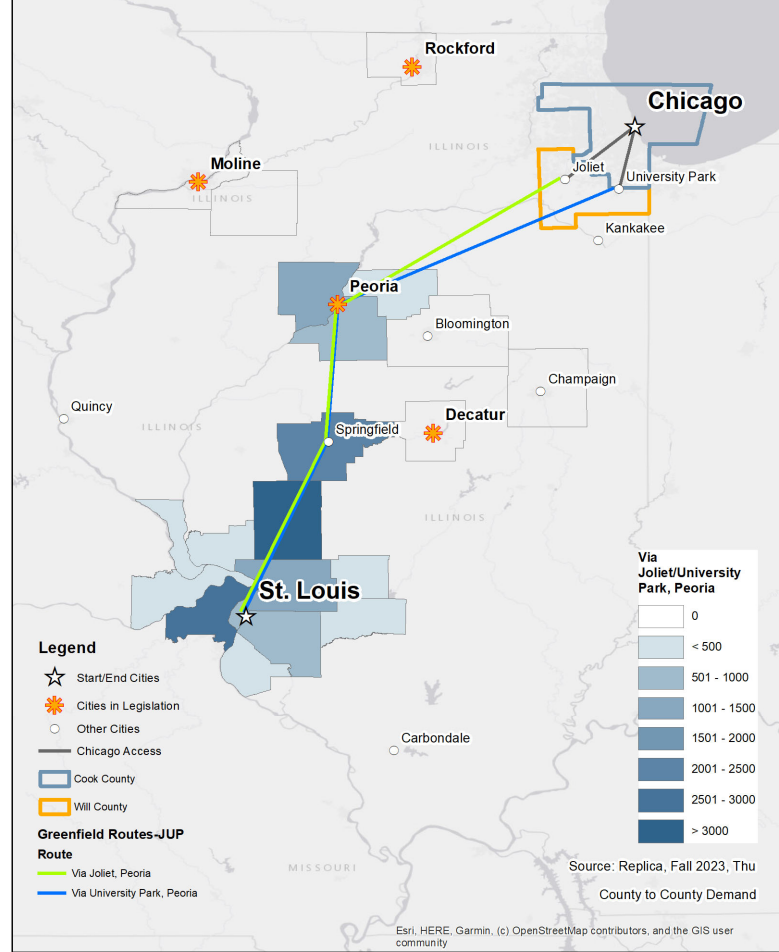 Rockford
Chicago
ILLINOIS
Moline
Joliet
University Park
ILLINOIS
Kankakee
Peoria
Bloomington
Champaign
Quincy
Decatur
ILLINOIS
Springfield
ILLINOIS
St. Louis
Carbondale
MISSOURI
Legend
Start/End Cities
Cities in Legislation
Other Cities
Chicago Access
Cook County
Will County
Greenfield Routes-JUP
Route
Via Joliet, Peoria
Via University Park, Peoria
Via
Joliet/University
Park, Peoria
0
< 500
501 - 1000
1001 - 1500
1501 - 2000
2001 - 2500
2501 - 3000
> 3000
Source: Replica, Fall 2023, Thu
County to County Demand
Esri, HERE, Garmin, (c) OpenStreetMap contributors, and the GIS user
community